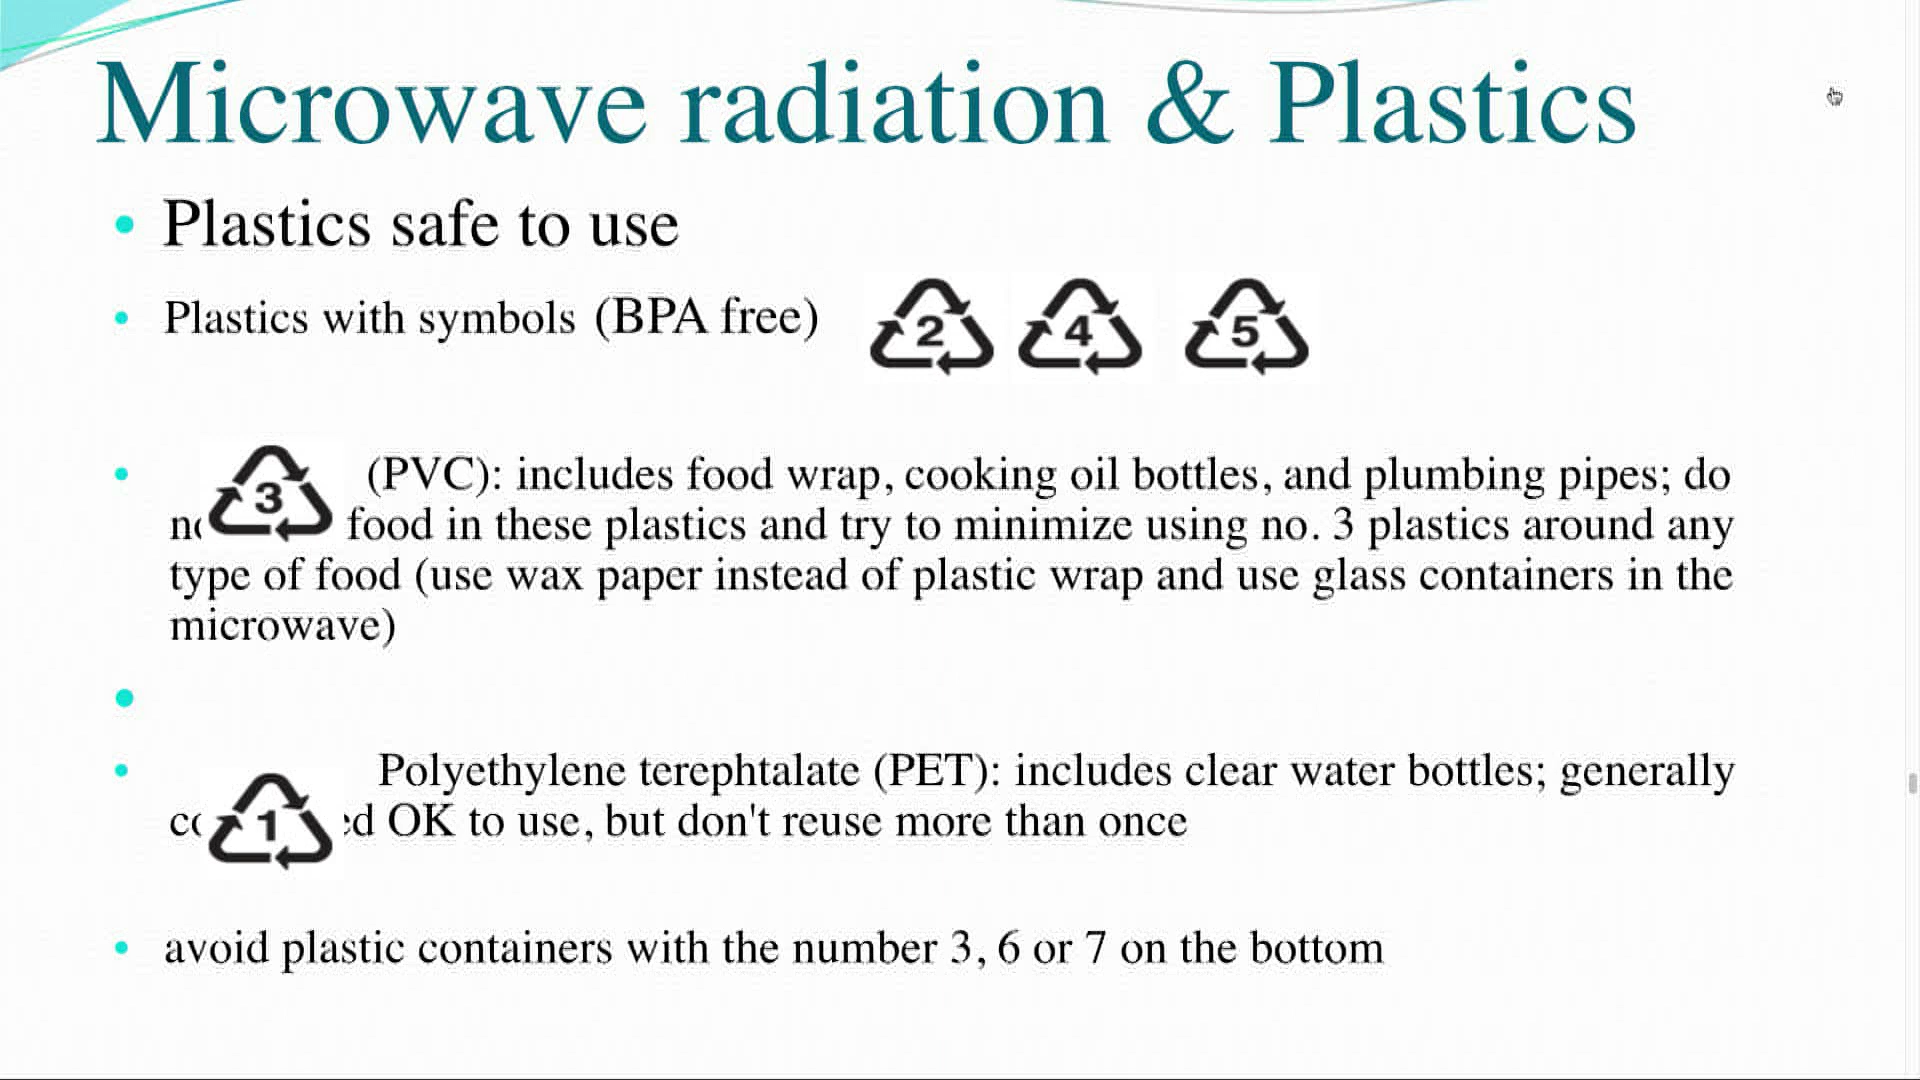 Microwave radiation & Plastics
• Plastics safe to use
• Plastics with symbols (BPA free) 2 4 5
• 3 (PVC): includes food wrap, cooking oil bottles, and plumbing pipes; do
food in these plastics and try to minimize using no. 3 plastics around any
type of food (use wax paper instead of plastic wrap and use glass containers in the
microwave)
•
• Polyethylene terephtalate (PET): includes clear water bottles; generally
1 OK to use, but don't reuse more than once
• avoid plastic containers with the number 3, 6 or 7 on the bottom